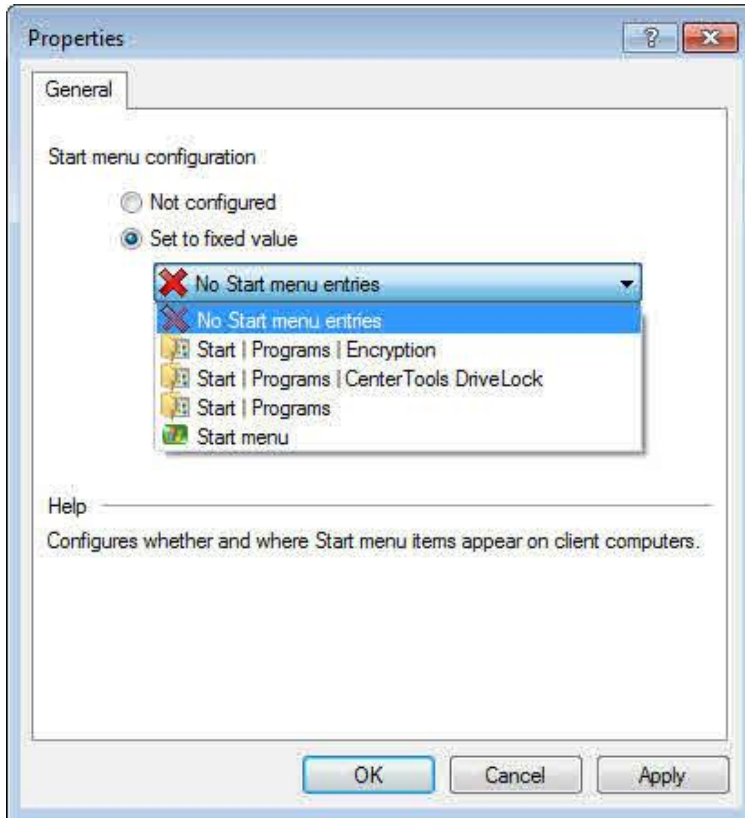 Properties
General
Start menu configuration
Not configured
Set to fixed value
No Start menu entries
No Start menu entries
Start | Programs | Encryption
Start | Programs | CenterTools DriveLock
Start | Programs
Start menu
Help
Configures whether and where Start menu items appear on client computers.
OK Cancel Apply